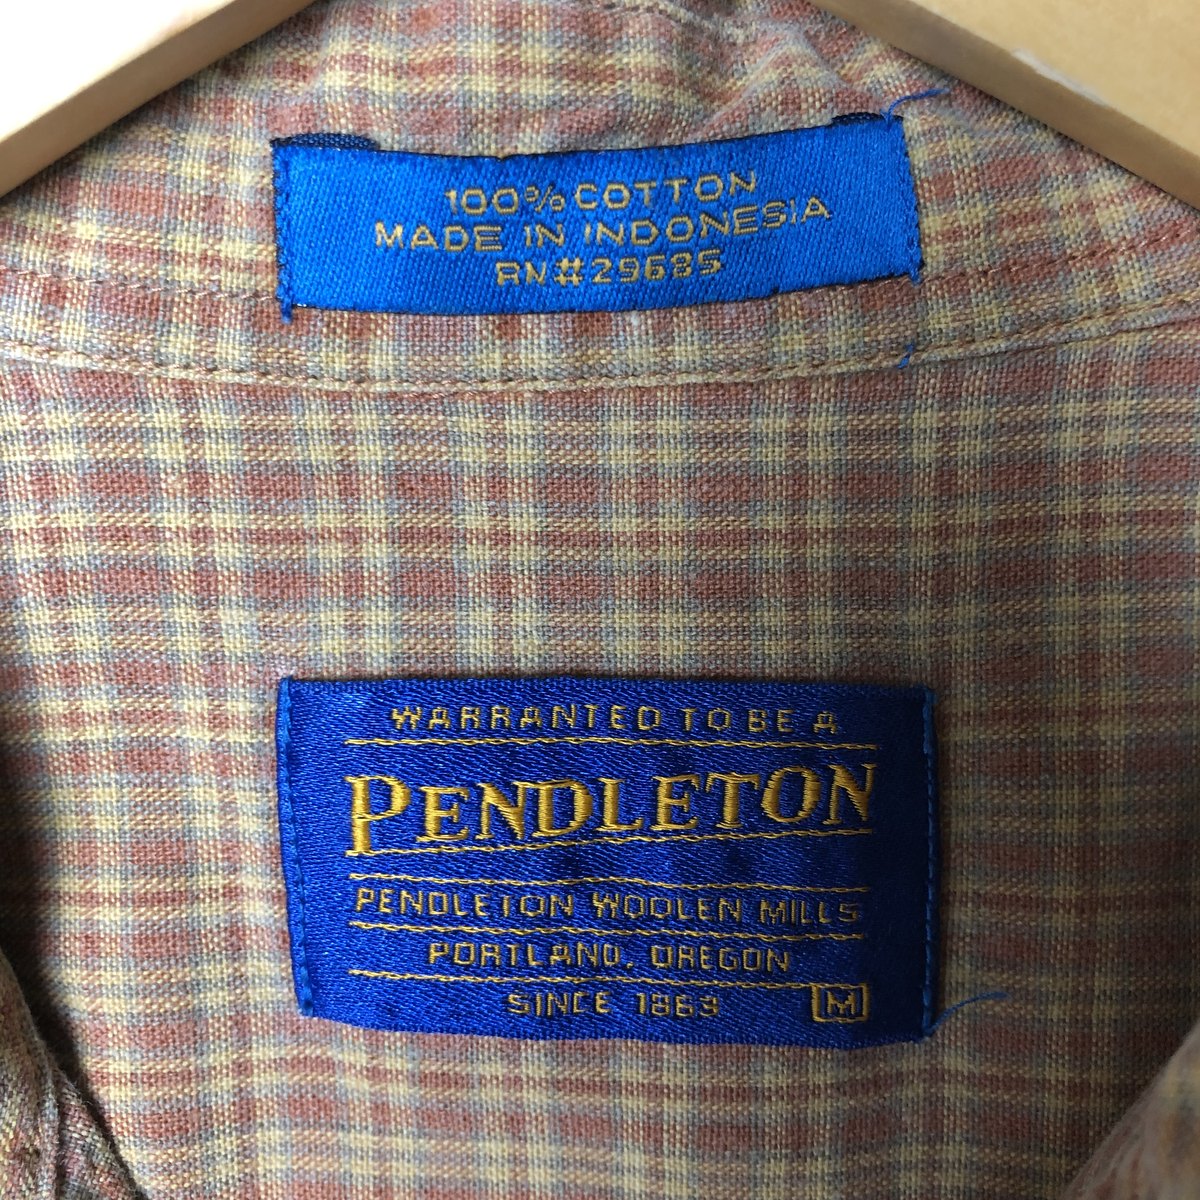 100% COTTON
MADE IN INDONESIA
RN#29685
WARRANTED TO BE A
PENDLETON
PENDLETON WOOLEN MILLS
PORTLAND, OREGON
SINCE 1863 M